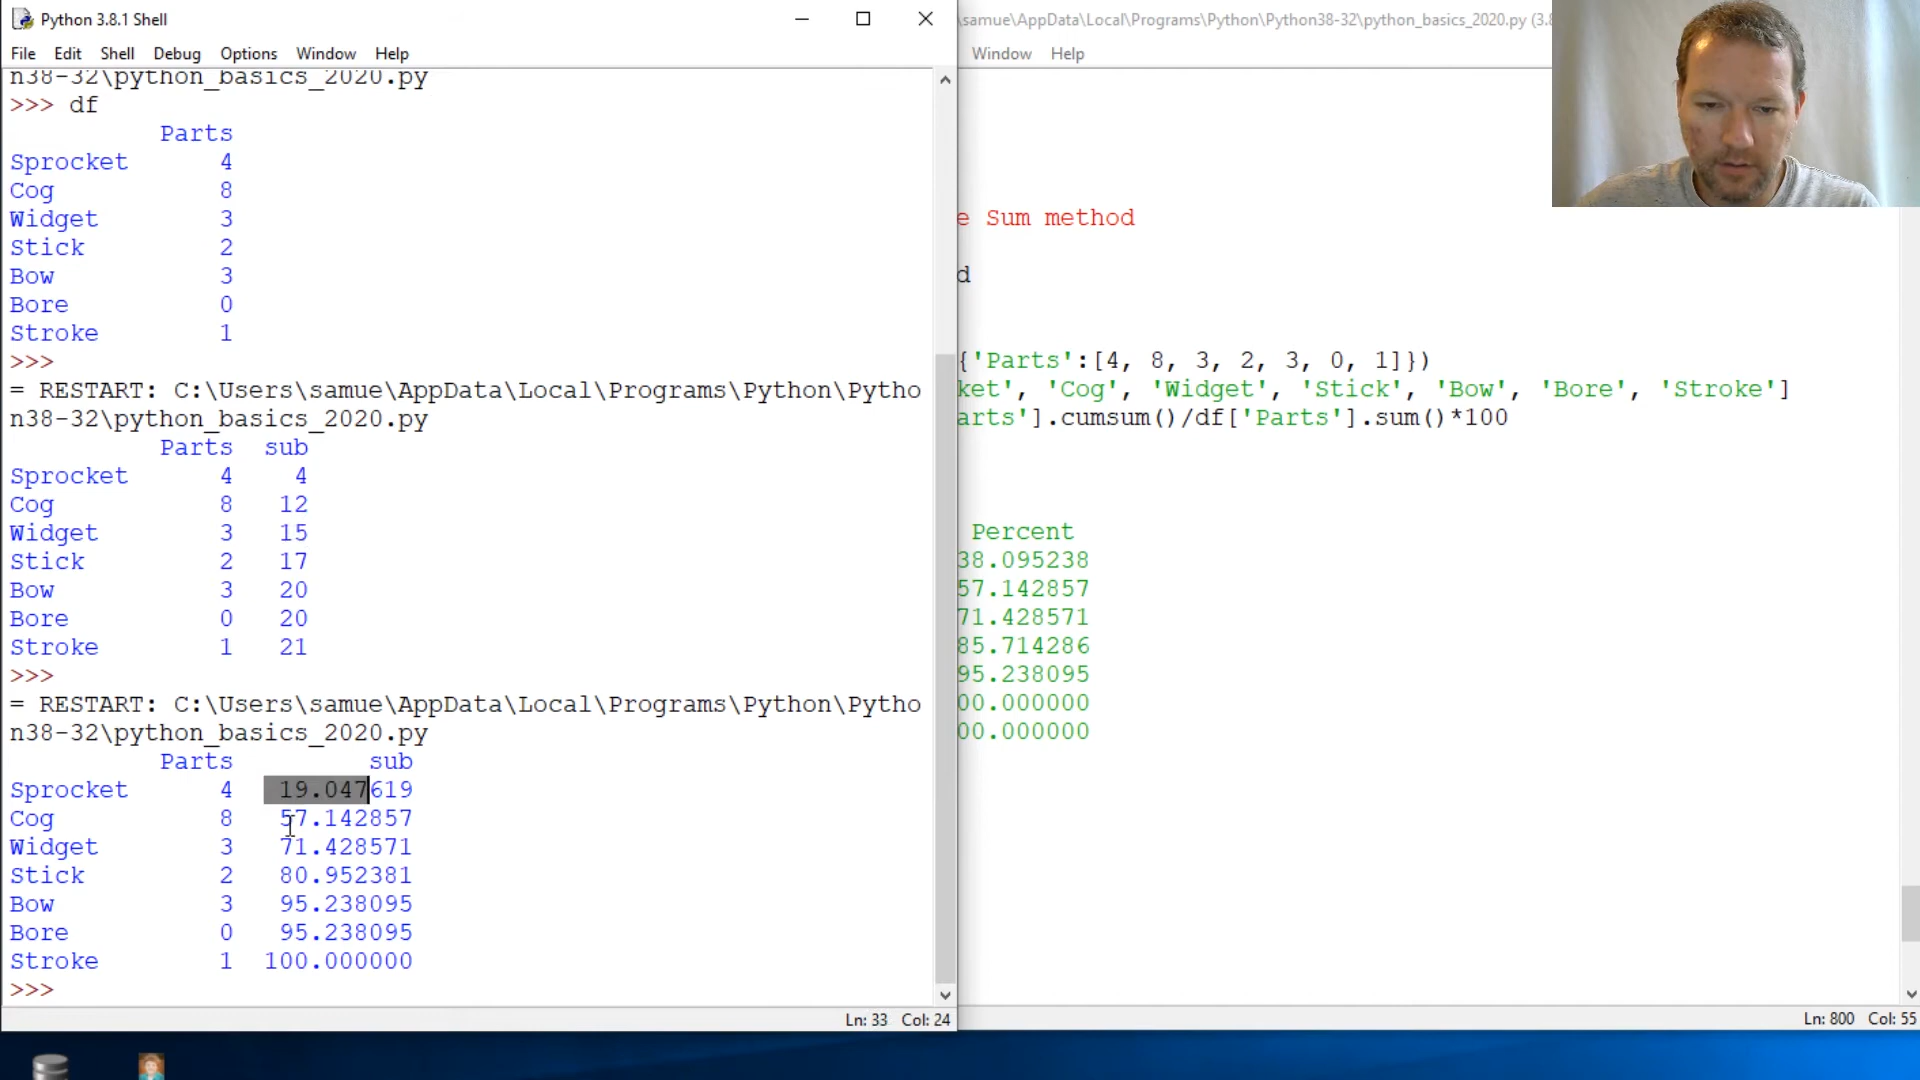 Python 3.8.1 Shell
File Edit Shell Debug Options Window Help
n38-32\python_basics_2020.py
>>> df
Parts
Sprocket 4
Cog 8
Widget 3
Stick 2
Bow 3
Bore 0
Stroke 1
>>>
= RESTART: C:\Users\samue\AppData\Local\Programs\Python\Pytho
n38-32\python_basics_2020.py
Parts sub
Sprocket 4 4
Cog 8 12
Widget 3 15
Stick 2 17
Bow 3 20
Bore 0 20
Stroke 1 21
>>>
= RESTART: C:\Users\samue\AppData\Local\Programs\Python\Pytho
n38-32\python_basics_2020.py
Parts sub
Sprocket 4 19.047619
Cog 8 57.142857
Widget 3 71.428571
Stick 2 80.952381
Bow 3 95.238095
Bore 0 95.238095
Stroke 1 100.000000
>>>
Ln: 33 Col: 24
\samue\AppData\Local\Programs\Python\Python38-32\python_basics_2020.py (3.8
Window Help
e Sum method
d
{'Parts':[4, 8, 3, 2, 3, 0, 1]})
ket', 'Cog', 'Widget', 'Stick', 'Bow', 'Bore', 'Stroke']
arts'].cumsum()/df['Parts'].sum()*100
Percent
38.095238
57.142857
71.428571
85.714286
95.238095
00.000000
00.000000
Ln: 800 Col: 55